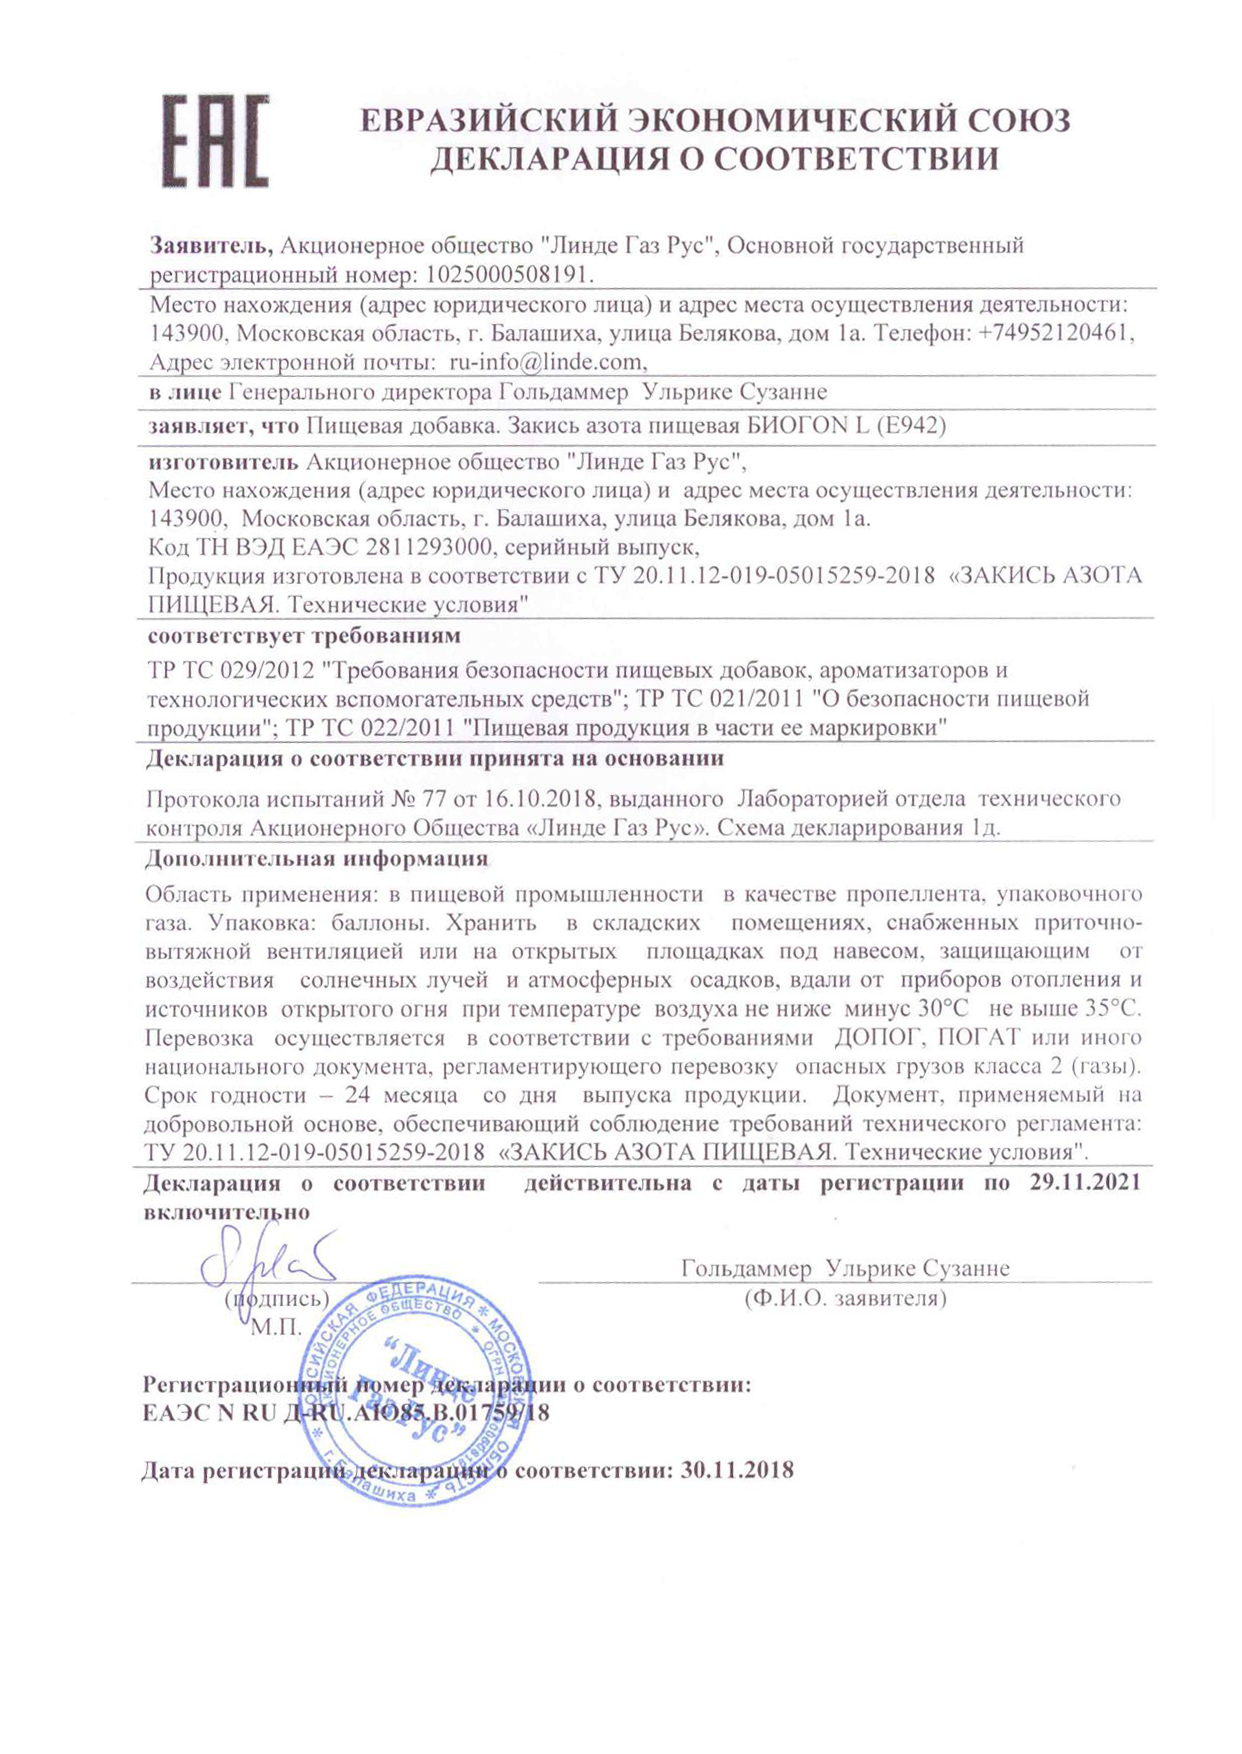 ЕАС
ЕВРАЗИЙСКИЙ ЭКОНОМИЧЕСКИЙ СОЮЗ
ДЕКЛАРАЦИЯ О СООТВЕТСТВИИ
Заявитель, Акционерное общество "Линде Газ Рус", Основной государственный
регистрационный номер: 1025000508191.
Место нахождения (адрес юридического лица) и адрес места осуществления деятельности:
143900, Московская область, г. Балашиха, улица Белякова, дом 1а. Телефон: +74952120461,
Адрес электронной почты: ru-info@linde.com,
в лице Генерального директора Гольдаммер Ульрике Сузанне
заявляет, что Пищевая добавка. Закись азота пищевая БИОГОN L (E942)
изготовитель Акционерное общество "Линде Газ Рус",
Место нахождения (адрес юридического лица) и адрес места осуществления деятельности:
143900, Московская область, г. Балашиха, улица Белякова, дом 1а.
Код ТН ВЭД ЕАЭС 2811293000, серийный выпуск,
Продукция изготовлена в соответствии с ТУ 20.11.12-019-05015259-2018 «ЗАКИСЬ АЗОТА
ПИЩЕВАЯ. Технические условия"
соответствует требованиям
ТР ТС 029/2012 "Требования безопасности пищевых добавок, ароматизаторов и
технологических вспомогательных средств"; ТР ТС 021/2011 "О безопасности пищевой
продукции"; ТР ТС 022/2011 "Пищевая продукция в части ее маркировки"
Декларация о соответствии принята на основании
Протокола испытаний № 77 от 16.10.2018, выданного Лабораторией отдела технического
контроля Акционерного Общества «Линде Газ Рус». Схема декларирования 1д.
Дополнительная информация
Область применения: в пищевой промышленности в качестве пропеллента, упаковочного
газа. Упаковка: баллоны. Хранить в складских помещениях, снабженных приточно-
вытяжной вентиляцией или на открытых площадках под навесом, защищающим от
воздействия солнечных лучей и атмосферных осадков, вдали от приборов отопления и
источников открытого огня при температуре воздуха не ниже минус 30°С не выше 35°С.
Перевозка осуществляется в соответствии с требованиями ДОПОГ, ПОГАТ или иного
национального документа, регламентирующего перевозку опасных грузов класса 2 (газы).
Срок годности – 24 месяца со дня выпуска продукции. Документ, применяемый на
добровольной основе, обеспечивающий соблюдение требований технического регламента:
ТУ 20.11.12-019-05015259-2018 «ЗАКИСЬ АЗОТА ПИЩЕВАЯ. Технические условия".
Декларация о соответствии действительна с даты регистрации по 29.11.2021
включительно
Гольдаммер Ульрике Сузанне
(подпись)
(Ф.И.О. заявителя)
М.П.
РОССИЙСКАЯ ФЕДЕРАЦИЯ * МОСКОВСКАЯ ОБЛАСТЬ * г. Балашиха *
АКЦИОНЕРНОЕ ОБЩЕСТВО * ОГРН
"Линде
Газ Рус"
Регистрационный номер декларации о соответствии:
ЕАЭС N RU Д-RU.АЮ85.В.01759/18
Дата регистрации декларации о соответствии: 30.11.2018